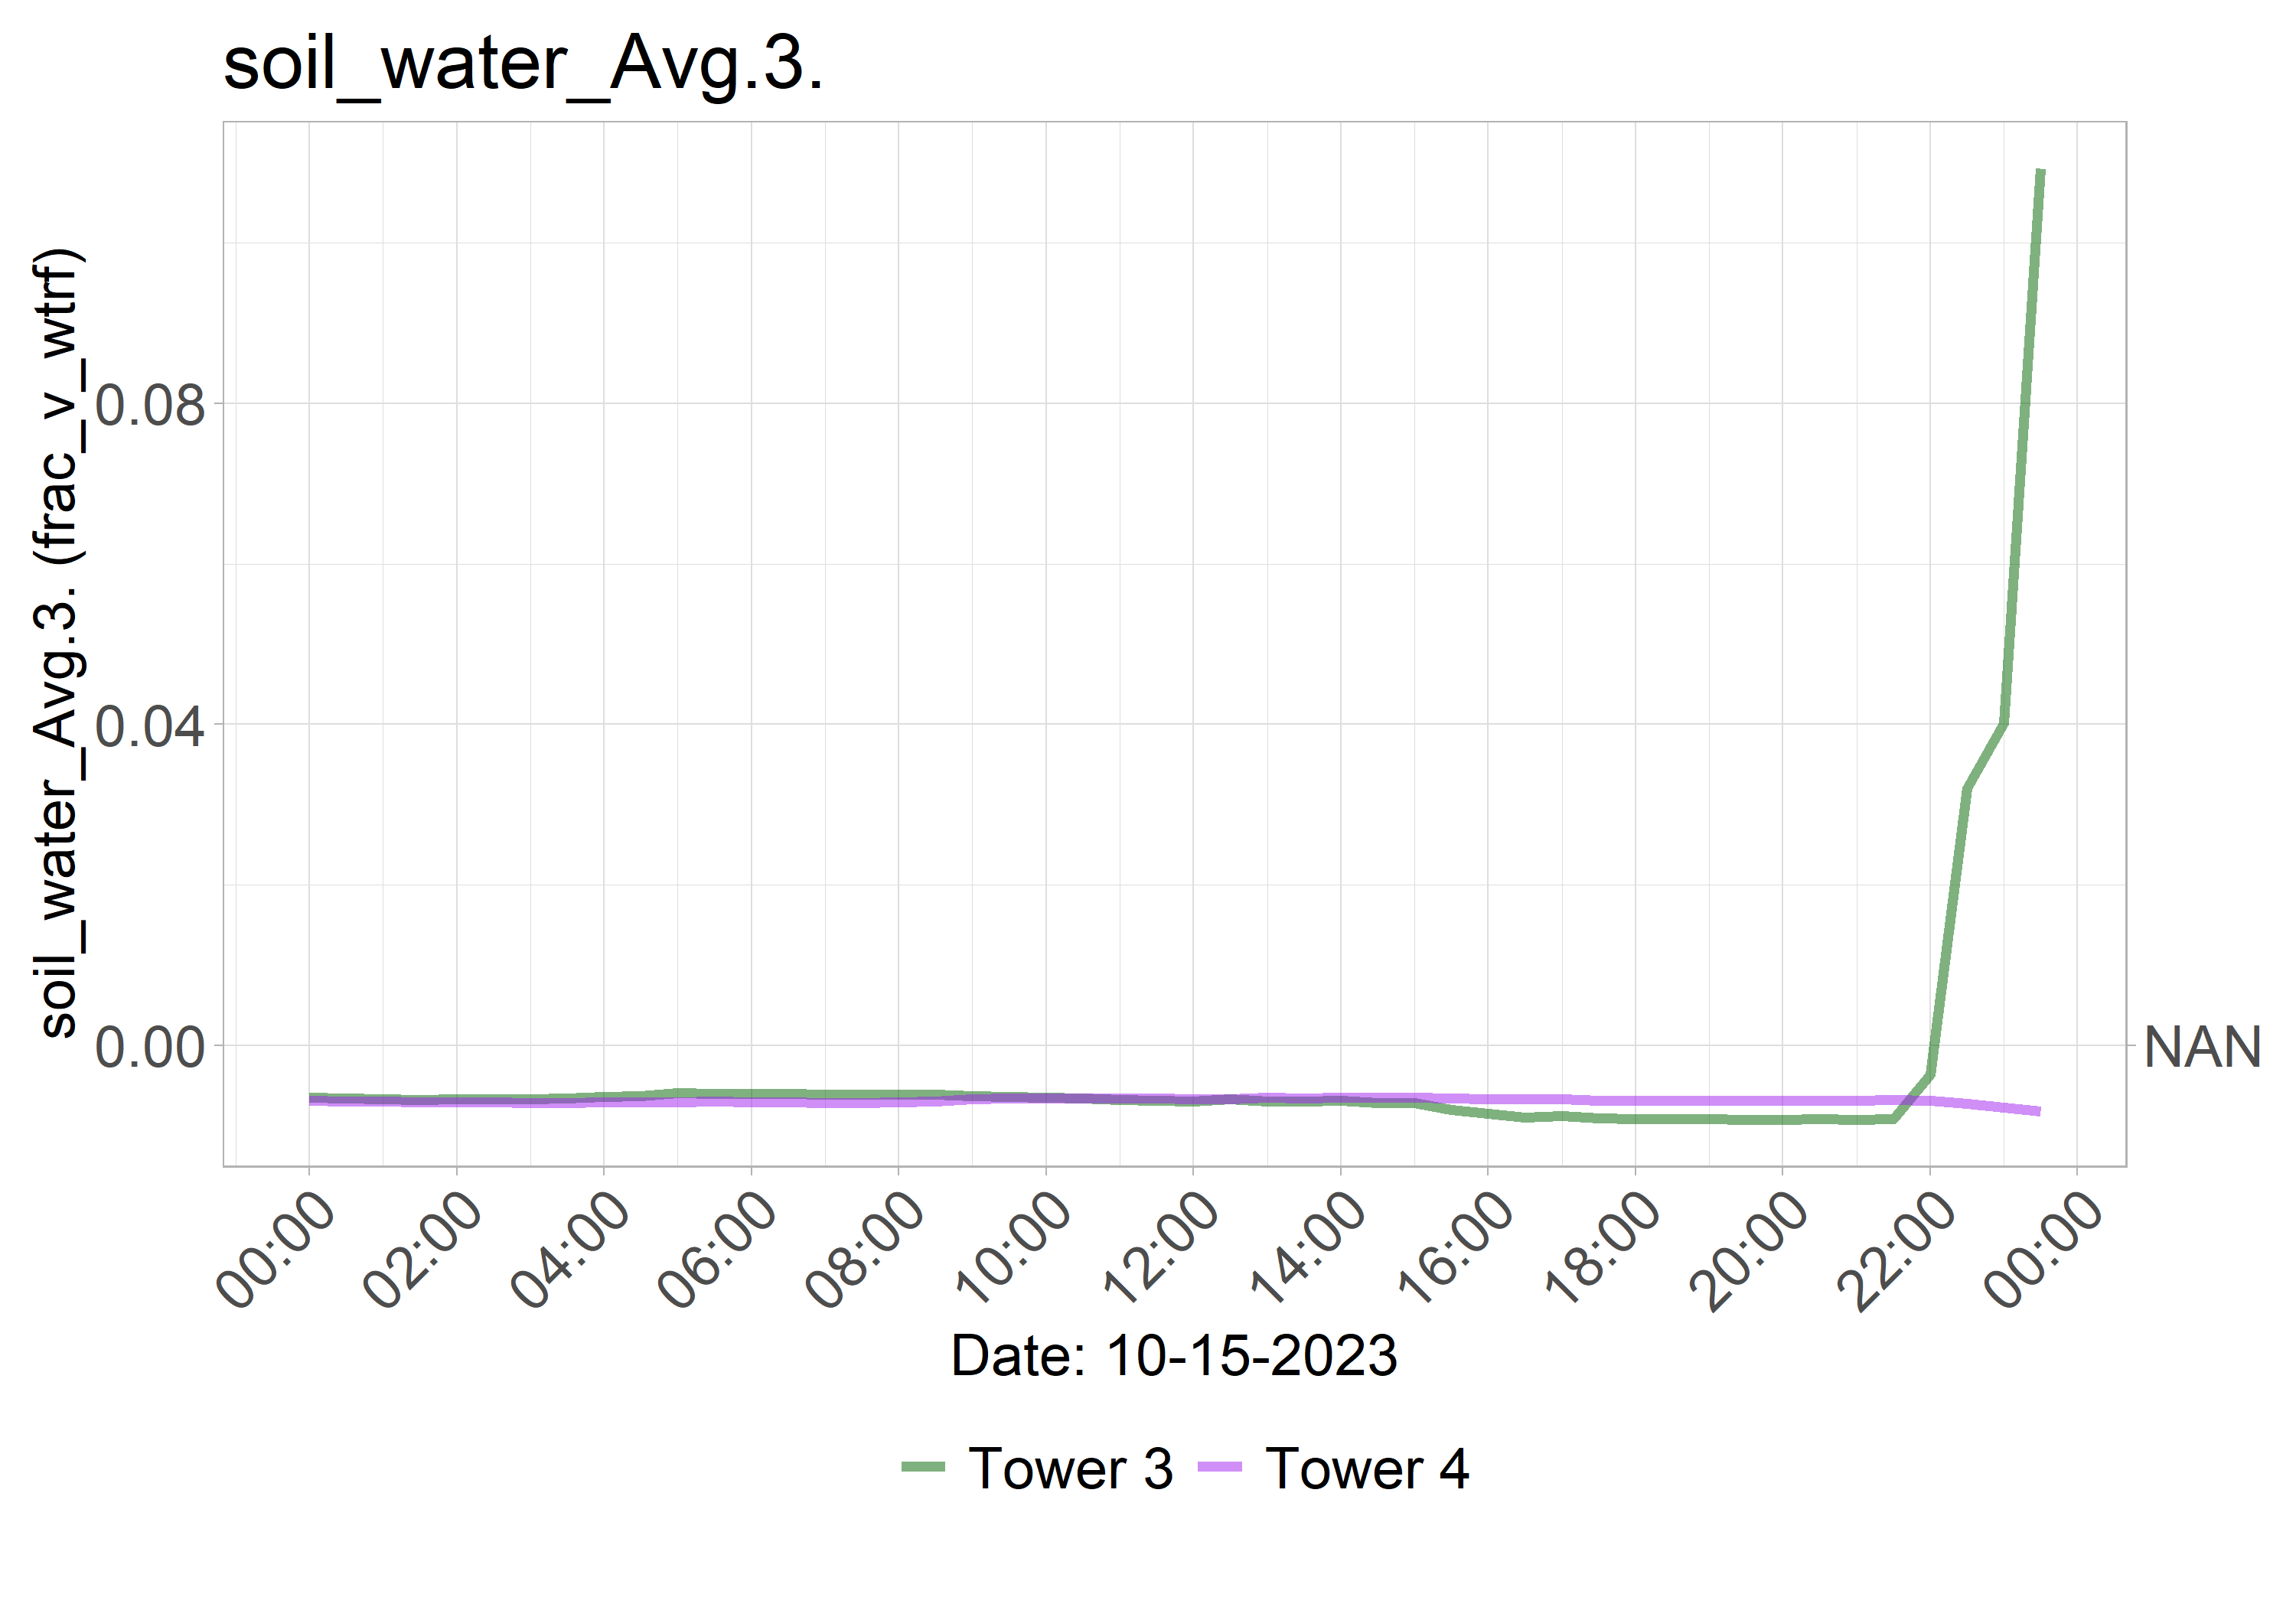 soil_water_Avg.3.
soil_water_Avg.3. (frac_v_wtrf)
0.08
0.04
0.00
NAN
00:00
02:00
04:00
06:00
08:00
10:00
12:00
14:00
16:00
18:00
20:00
22:00
00:00
Date: 10-15-2023
Tower 3
Tower 4